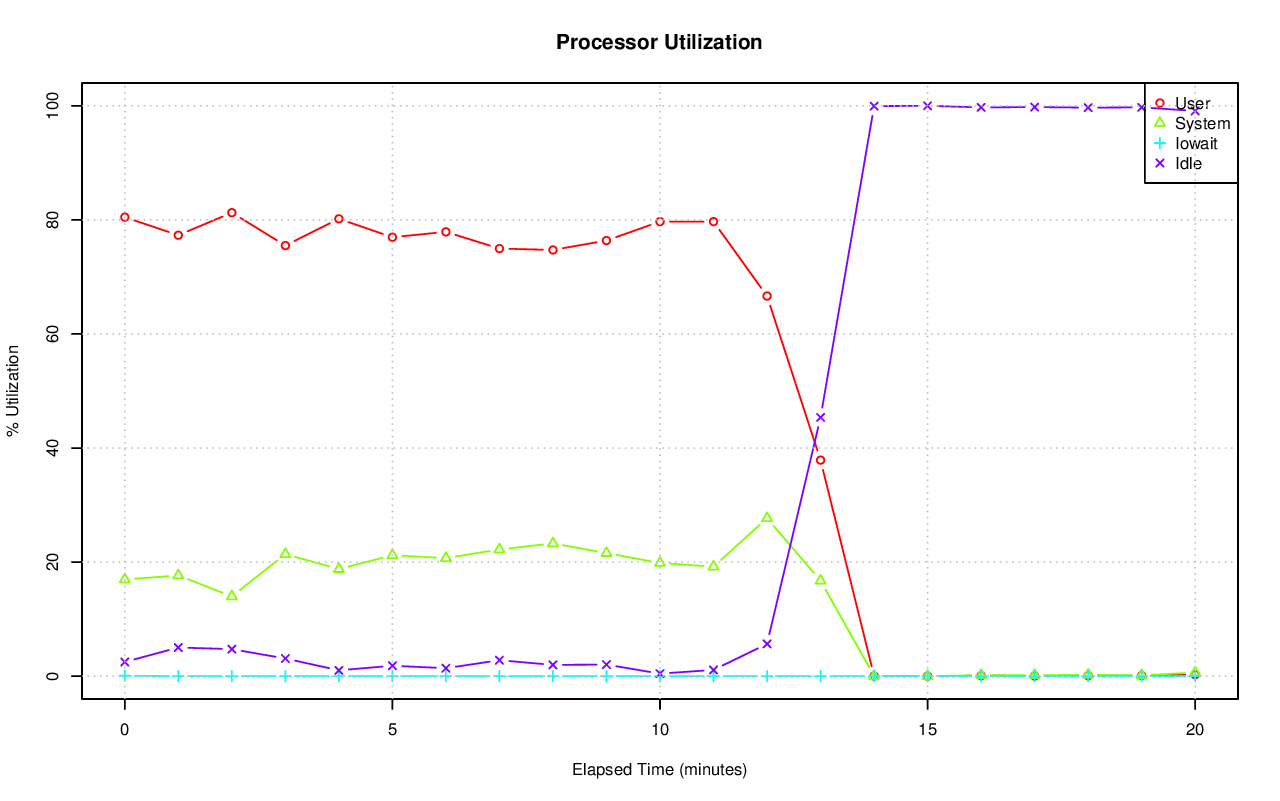 Processor Utilization
% Utilization
100
80
60
40
20
0
User
System
Iowait
Idle
0 5 10 15 20
Elapsed Time (minutes)